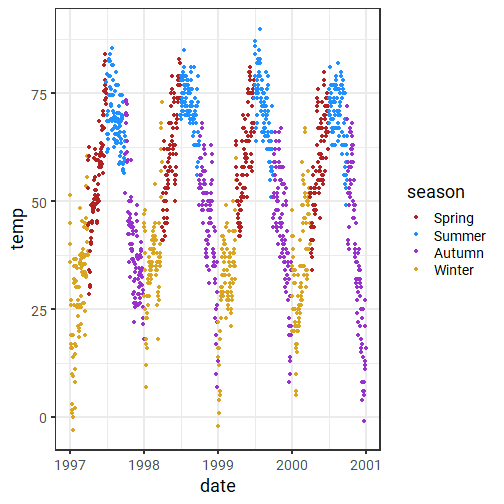 temp
75
50
25
0
1997
1998
1999
2000
2001
date
season
Spring
Summer
Autumn
Winter